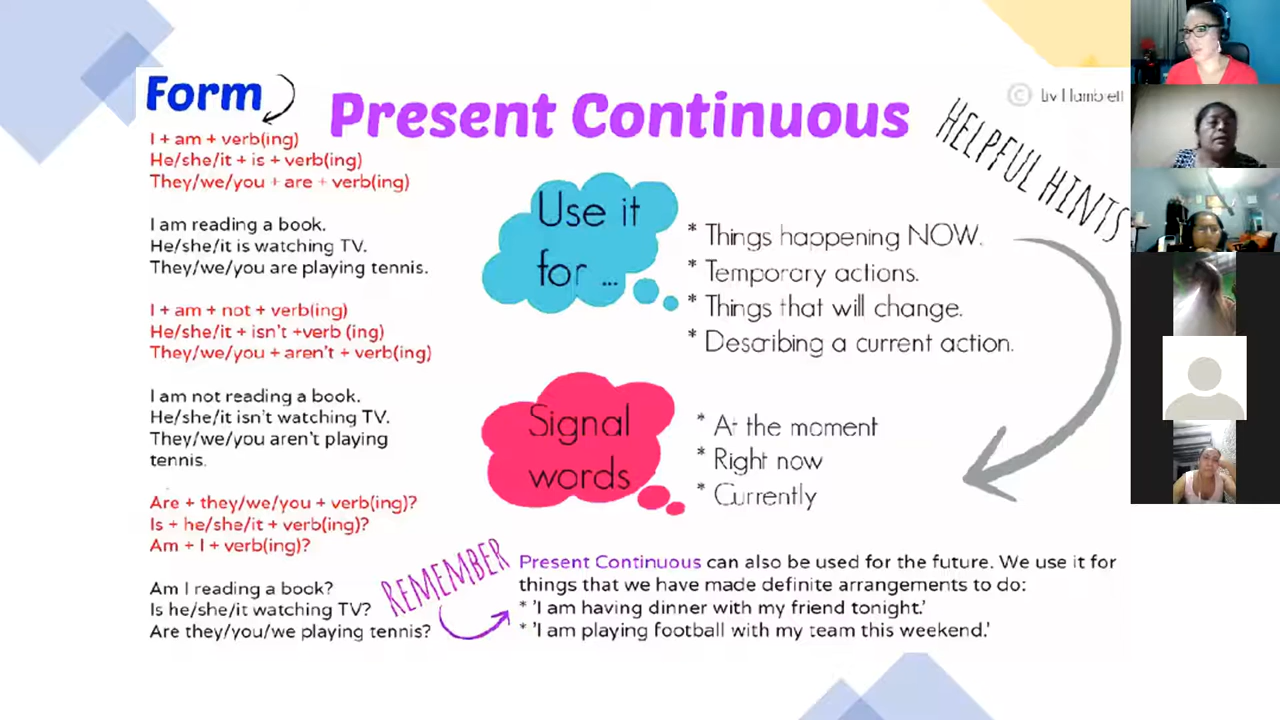 Form
I + am + verb(ing)
He/she/it + is + verb(ing)
They/we/you + are + verb(ing)
I am reading a book.
He/she/it is watching TV.
They/we/you are playing tennis.
I + am + not + verb(ing)
He/she/it + isn't +verb (ing)
They/we/you + aren't + verb(ing)
I am not reading a book.
He/she/it isn't watching TV.
They/we/you aren't playing
tennis.
Are + they/we/you + verb(ing)?
Is + he/she/it + verb(ing)?
Am + I + verb(ing)?
Am I reading a book?
Is he/she/it watching TV?
Are they/you/we playing tennis?
Present Continuous
© Liv Hambrett
HELPFUL HINTS
Use it
for ...
* Things happening NOW.
* Temporary actions.
* Things that will change.
* Describing a current action.
Signal
words
* At the moment
* Right now
* Currently
REMEMBER
Present Continuous can also be used for the future. We use it for
things that we have made definite arrangements to do:
* 'I am having dinner with my friend tonight.'
* 'I am playing football with my team this weekend.'